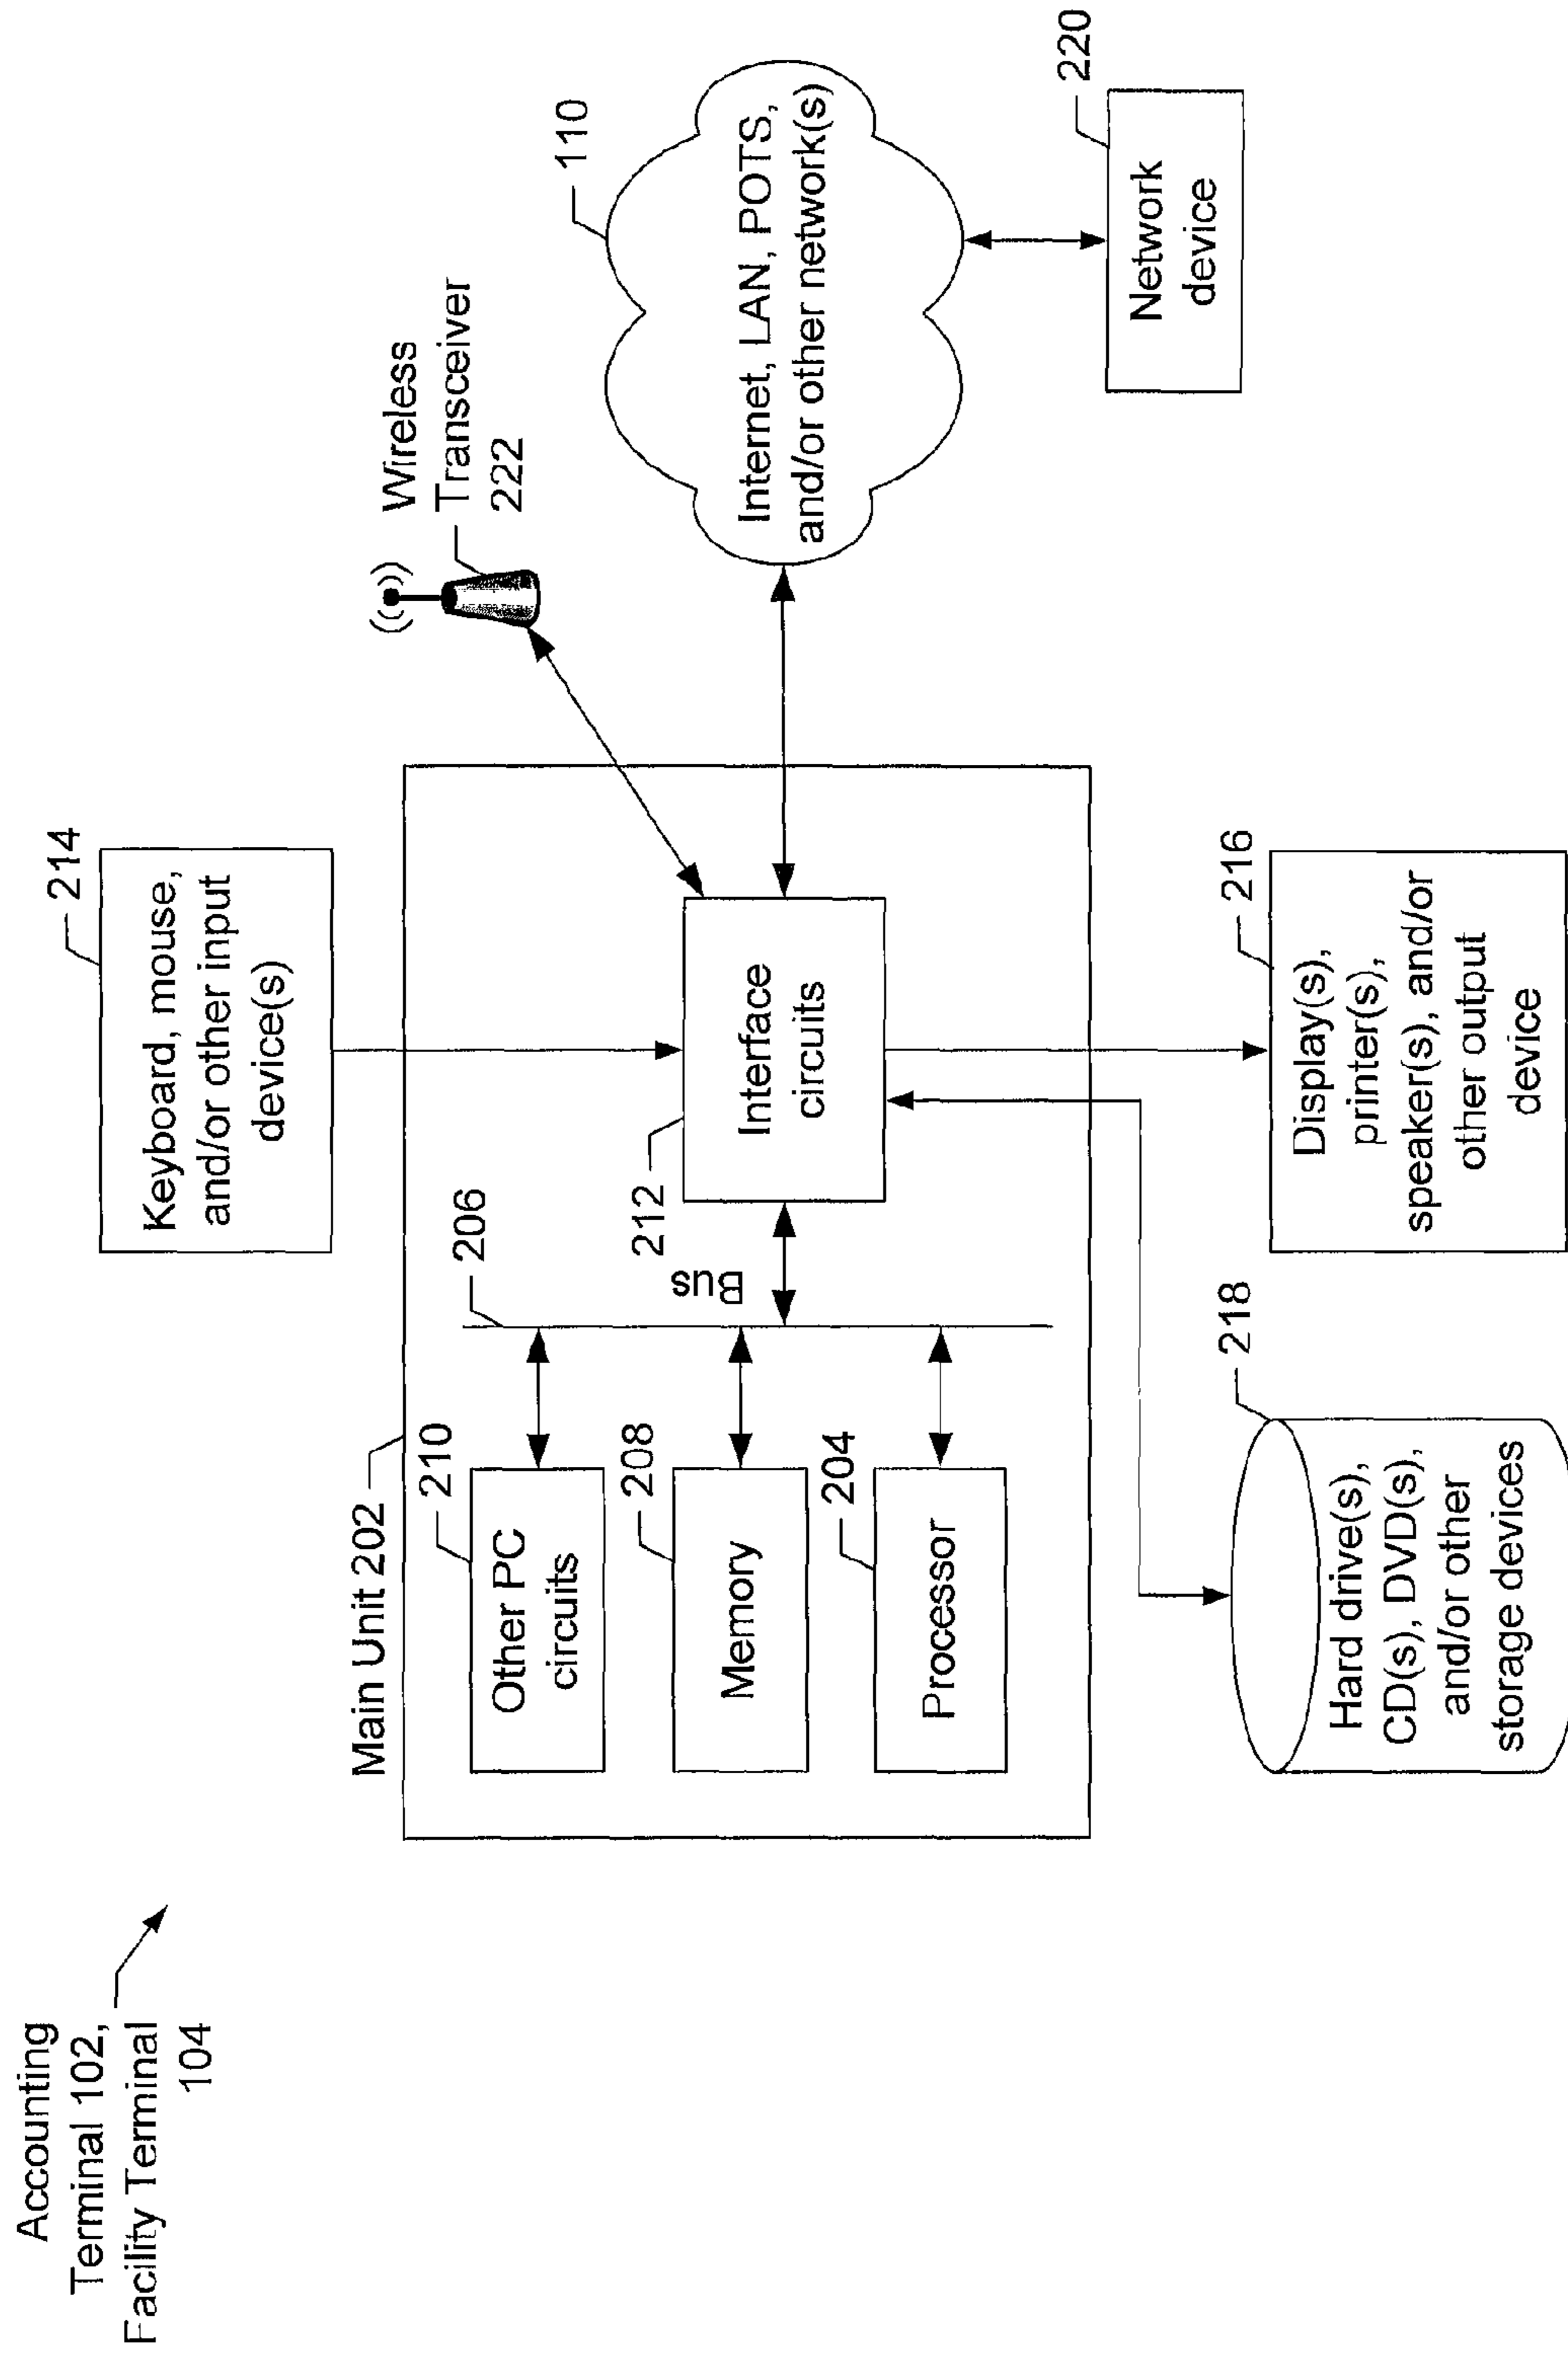 Accounting
Terminal 102,
Facility Terminal
104
214
Keyboard, mouse,
and/or other input
device(s)
Wireless
Transceiver
222
110
Internet, LAN, POTS,
and/or other network(s)
220
Network
device
Main Unit 202
210
Other PC
circuits
208
Memory
204
Processor
206
Bus
212
Interface
circuits
218
Hard drive(s),
CD(s), DVD(s),
and/or other
storage devices
216
Display(s),
printer(s),
speaker(s), and/or
other output
device